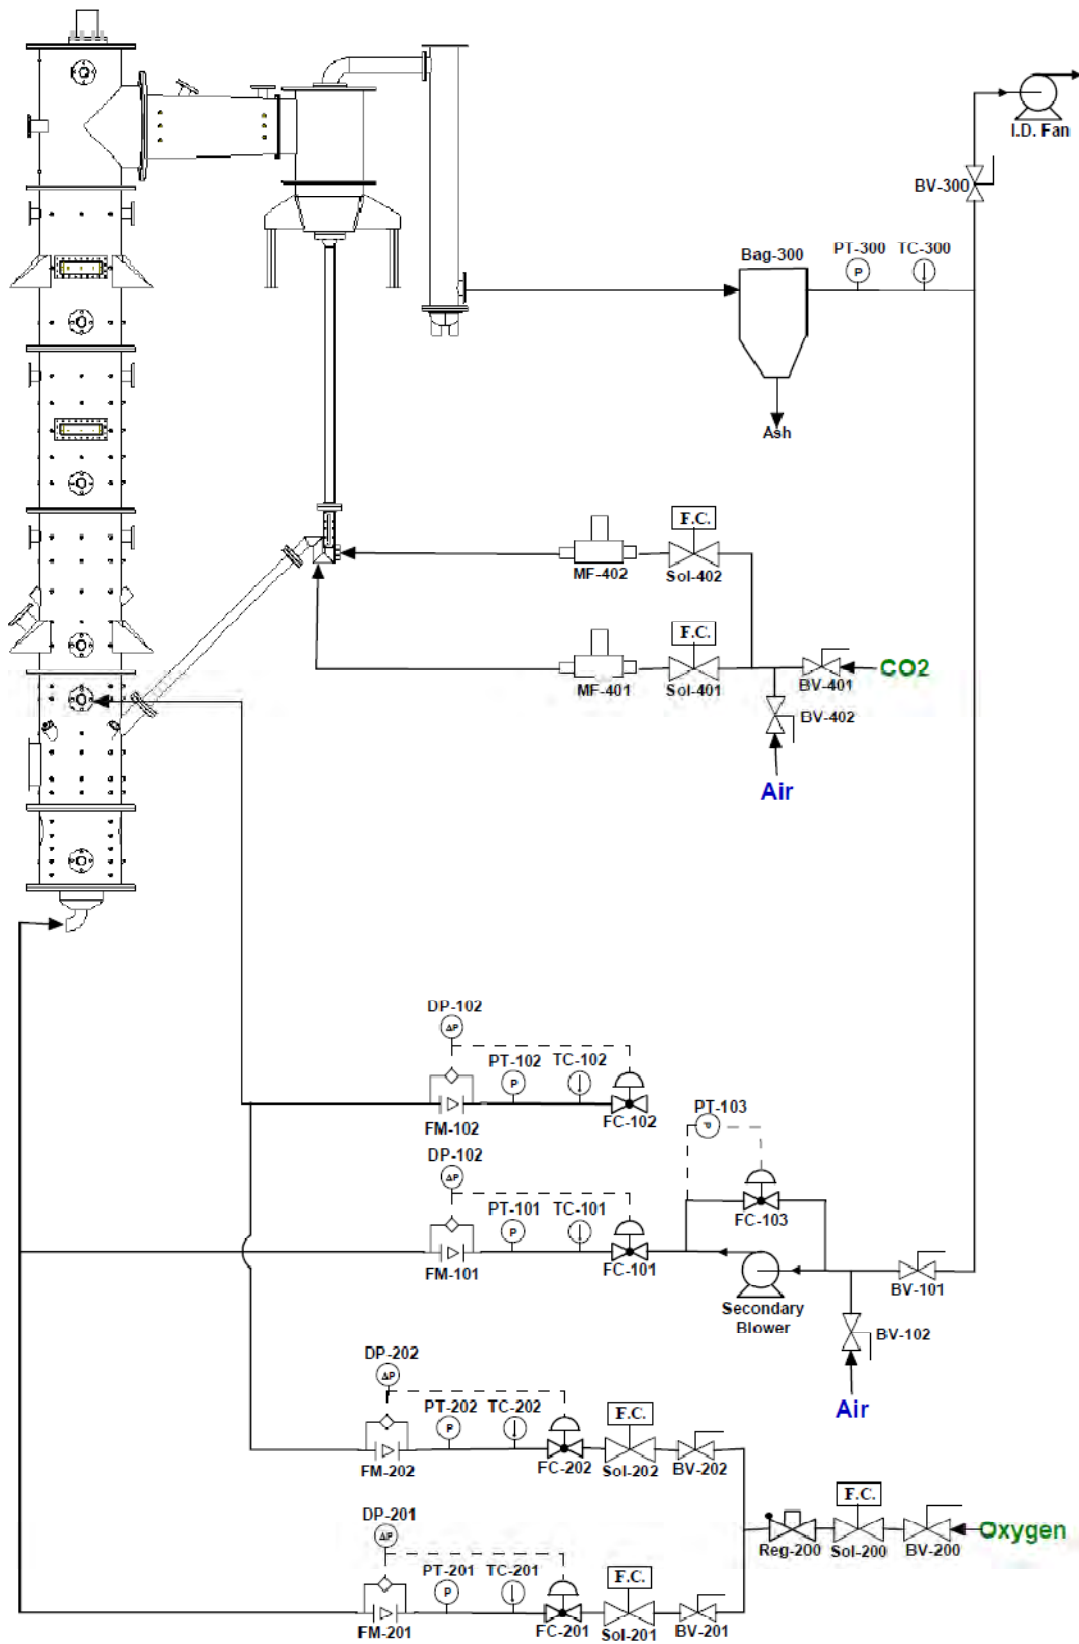 I.D. Fan
BV-300
Bag-300
PT-300
TC-300
P
Ash
F.C.
MF-402
Sol-402
F.C.
MF-401
Sol-401
BV-401
CO2
BV-402
Air
DP-102
ΔP
PT-102
TC-102
P
FM-102
FC-102
PT-103
P
DP-102
ΔP
PT-101
TC-101
P
FM-101
FC-101
FC-103
Secondary
Blower
BV-101
BV-102
Air
DP-202
ΔP
PT-202
TC-202
P
F.C.
FM-202
FC-202
Sol-202
BV-202
F.C.
Oxygen
Reg-200
Sol-200
BV-200
DP-201
ΔP
PT-201
TC-201
P
F.C.
FM-201
FC-201
Sol-201
BV-201